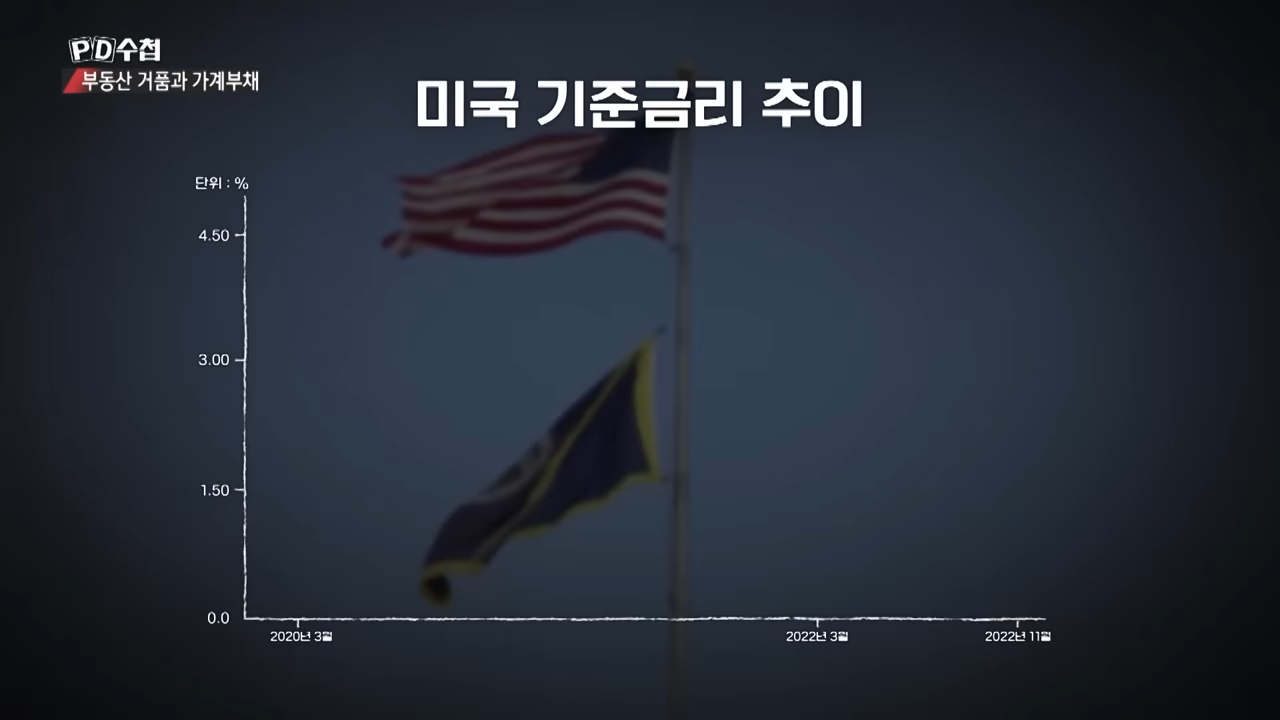 PD수첩
부동산 거품과 가계부채
미국 기준금리 추이
단위 : %
4.50
3.00
1.50
0.0
2020년 3월
2022년 3월
2022년 11월